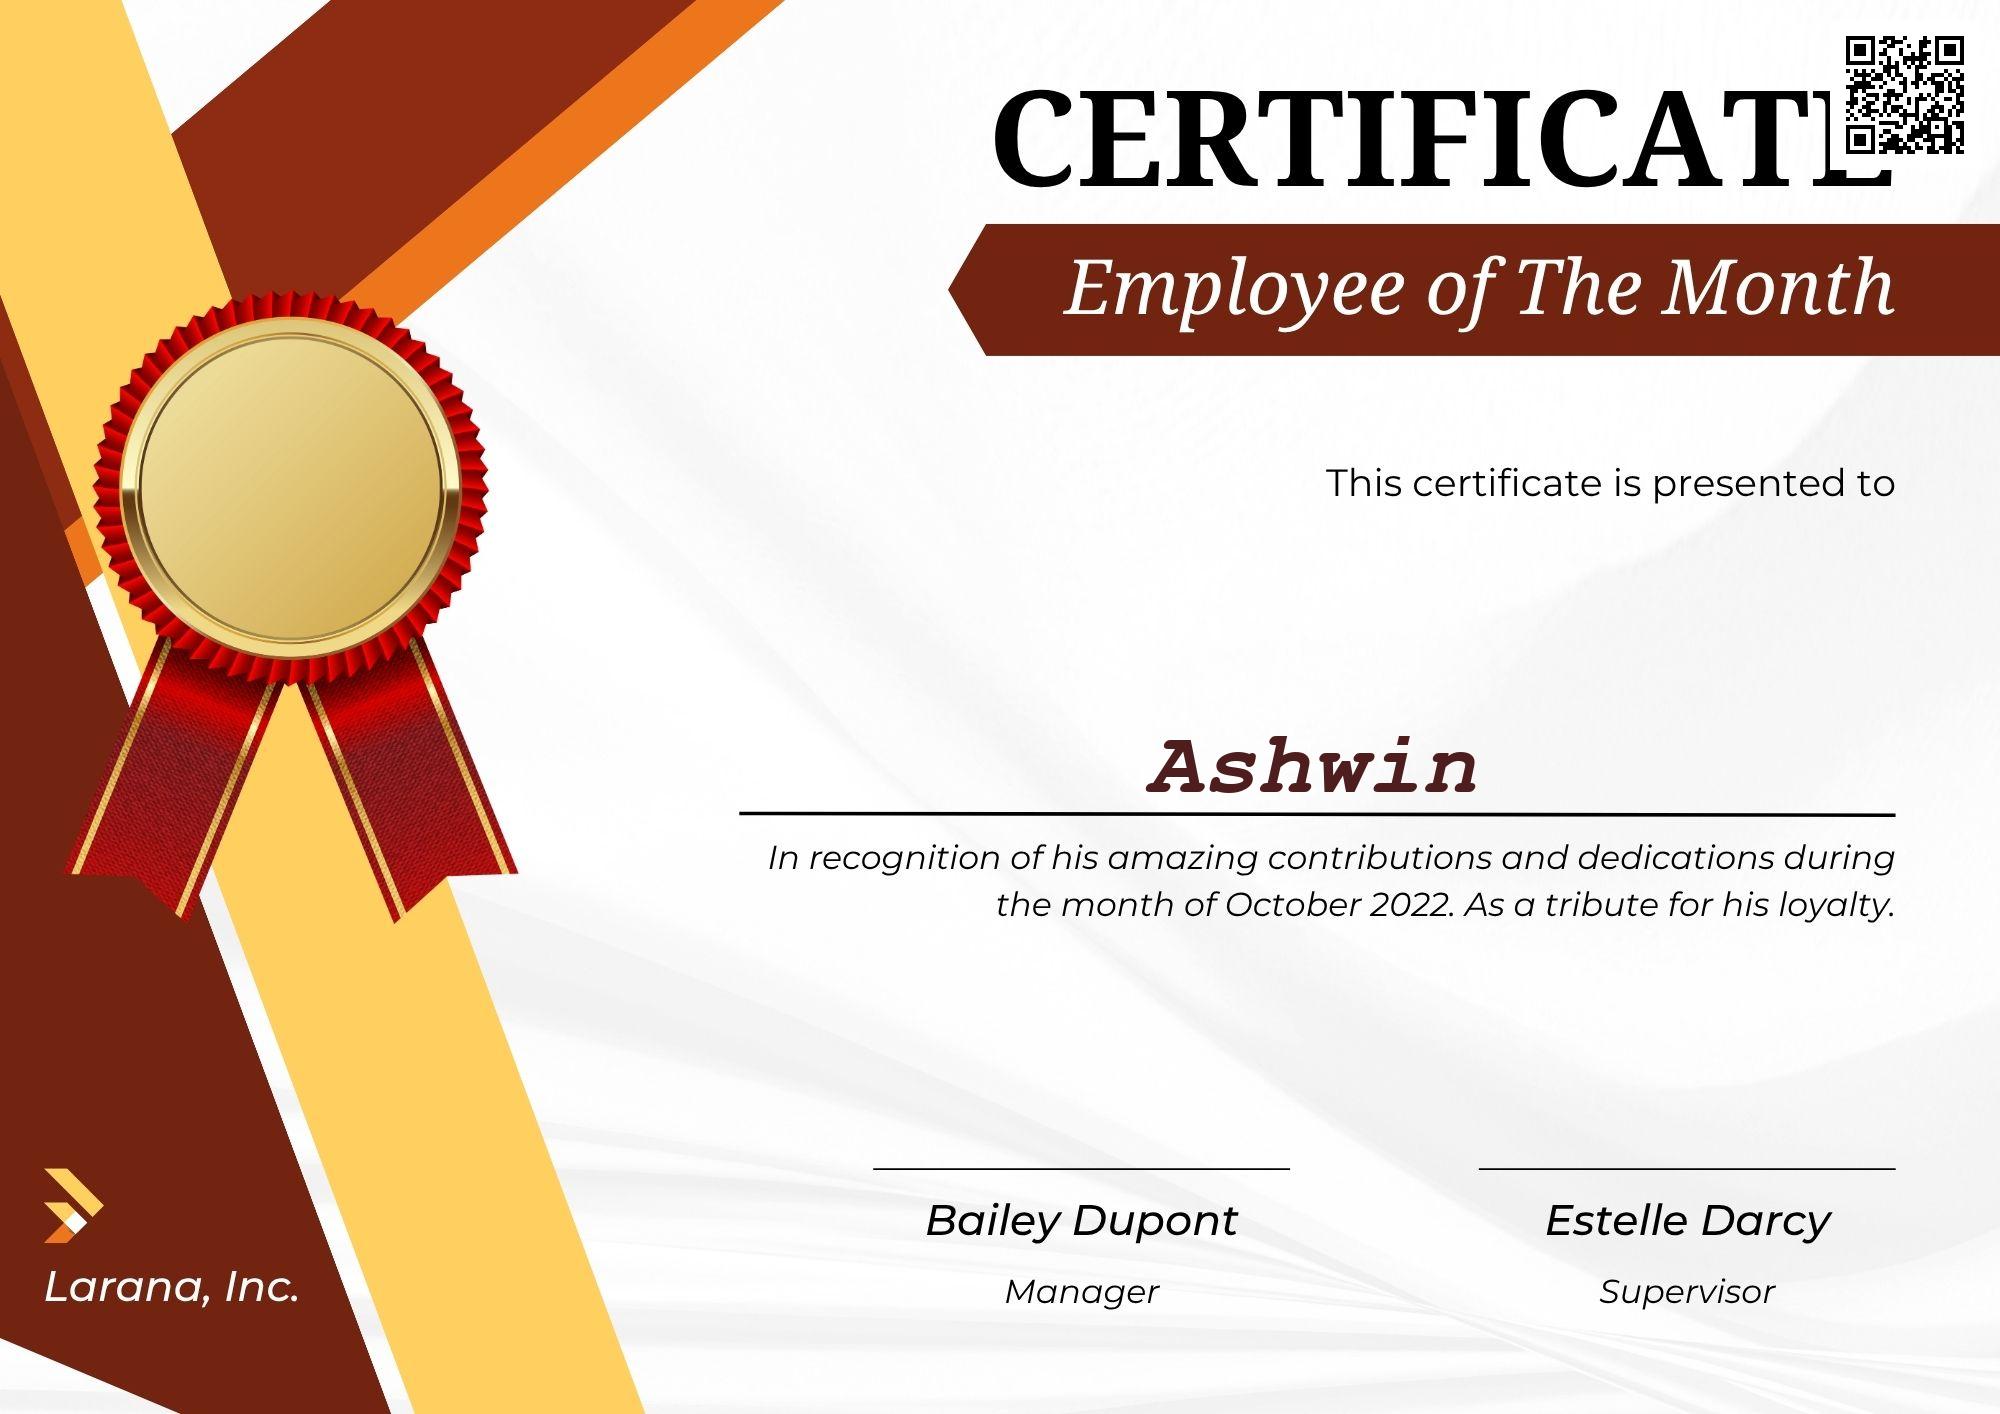 CERTIFICATE
Employee of The Month
This certificate is presented to
Ashwin
In recognition of his amazing contributions and dedications during
the month of October 2022. As a tribute for his loyalty.
Bailey Dupont
Manager
Estelle Darcy
Supervisor
Larana, Inc.